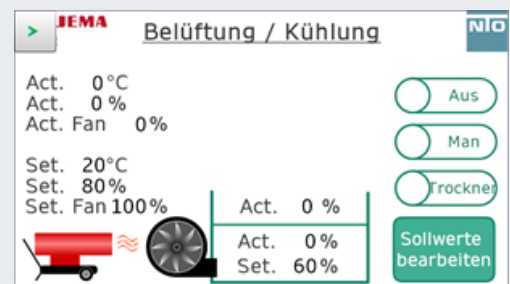 JEMA
Belüftung / Kühlung
NTO
>
Act. 0°C
Act. 0 %
Act. Fan 0%
Set. 20°C
Set. 80%
Set. Fan 100%
Act. 0 %
Act. 0%
Set. 60%
Aus
Man
Trockner
Sollwerte
bearbeiten